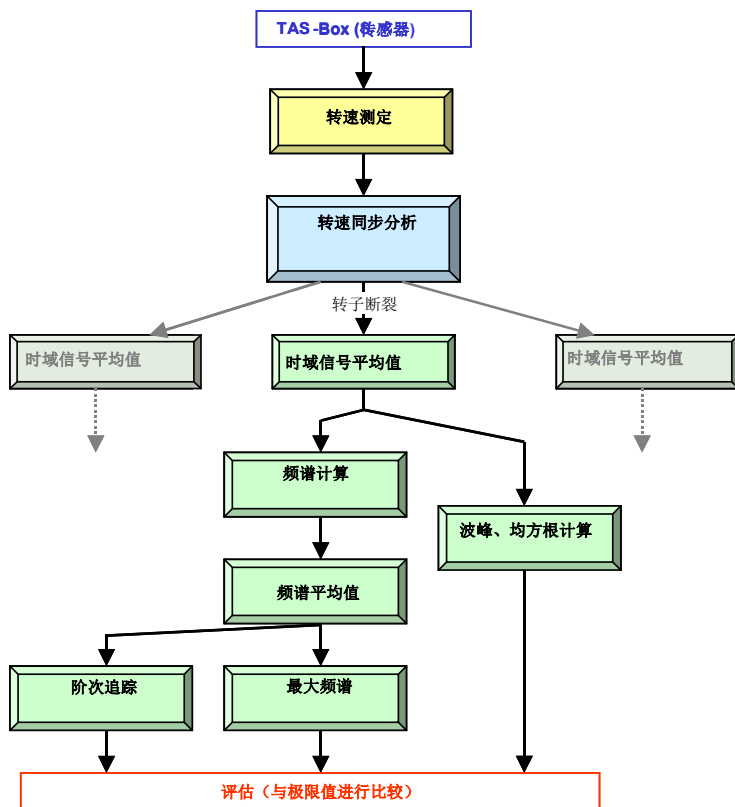 TAS-Box (传感器)
转速测定
转速同步分析
转子断裂
时域信号平均值
时域信号平均值
时域信号平均值
频谱计算
波峰、均方根计算
频谱平均值
阶次追踪
最大频谱
评估（与极限值进行比较）